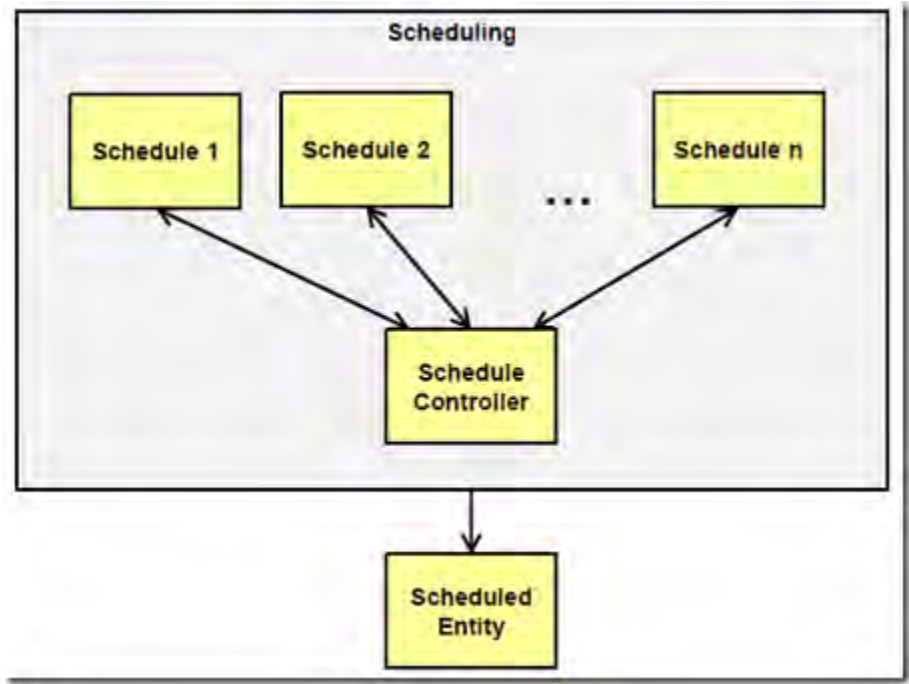 Scheduling
Schedule 1
Schedule 2
...
Schedule n
Schedule
Controller
Scheduled
Entity